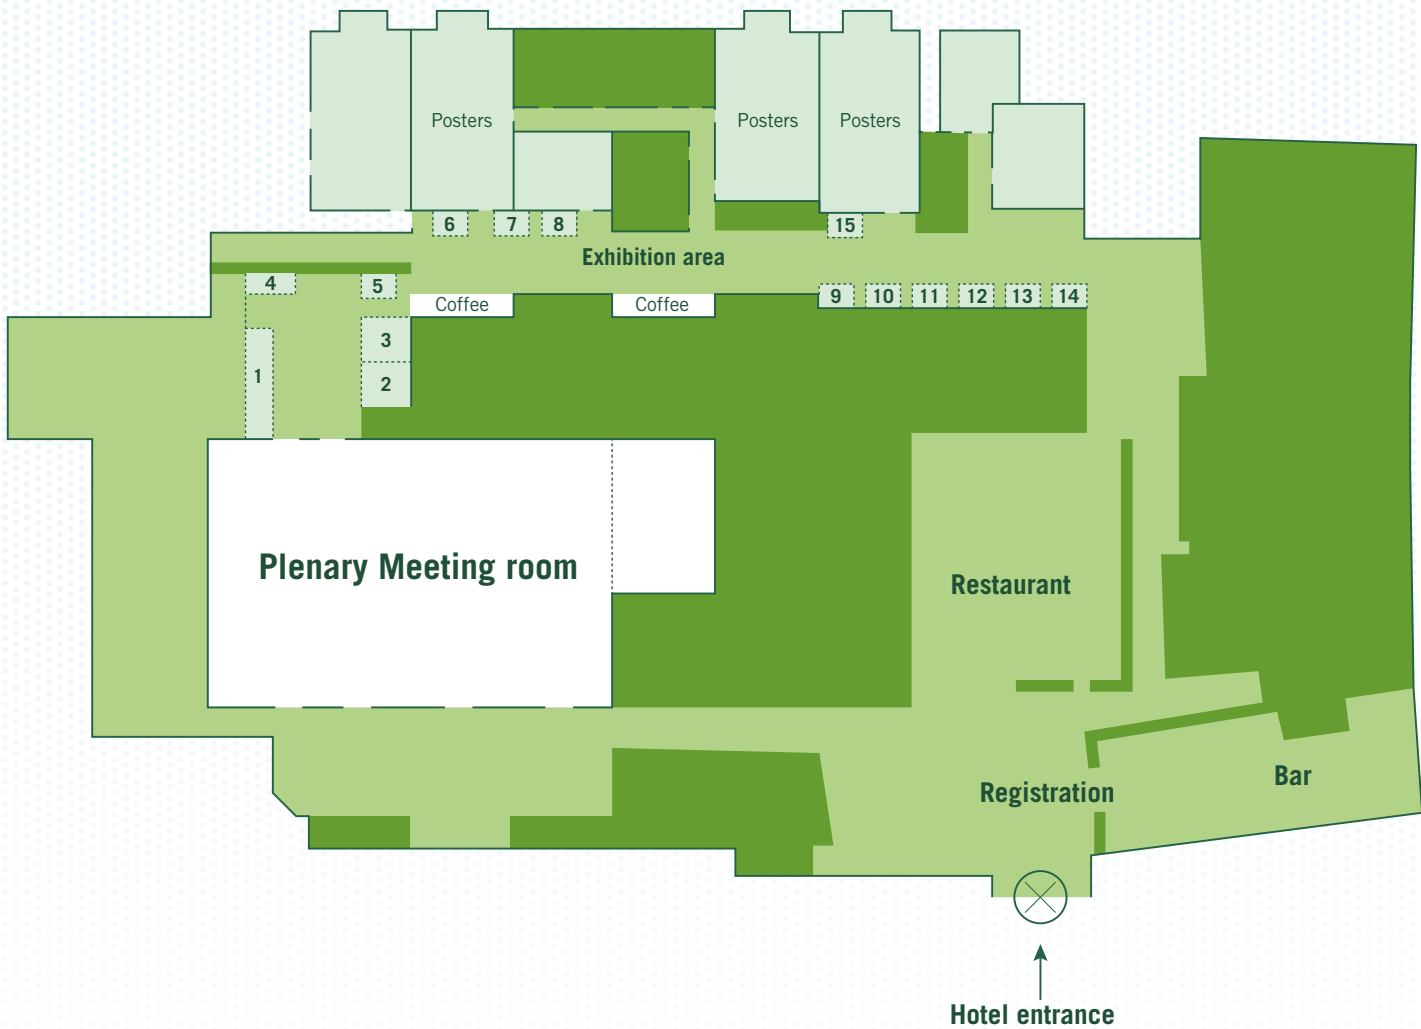 Posters
Posters
Posters
6
7
8
15
Exhibition area
4
5
Coffee
Coffee
9
10
11
12
13
14
3
1
2
Plenary Meeting room
Restaurant
Bar
Registration
Hotel entrance